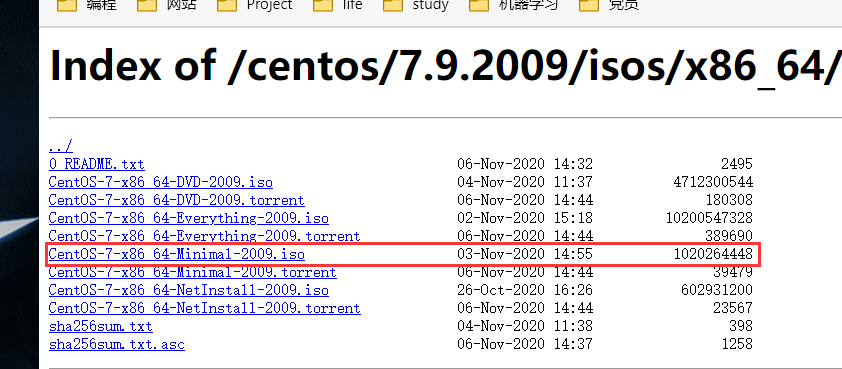 编程 网站 Project life study 机器学习 党员
Index of /centos/7.9.2009/isos/x86_64/
../
0_README.txt 06-Nov-2020 14:32 2495
CentOS-7-x86_64-DVD-2009.iso 04-Nov-2020 11:37 4712300544
CentOS-7-x86_64-DVD-2009.torrent 06-Nov-2020 14:44 180308
CentOS-7-x86_64-Everything-2009.iso 02-Nov-2020 15:18 10200547328
CentOS-7-x86_64-Everything-2009.torrent 06-Nov-2020 14:44 389690
CentOS-7-x86_64-Minimal-2009.iso 03-Nov-2020 14:55 1020264448
CentOS-7-x86_64-Minimal-2009.torrent 06-Nov-2020 14:44 39479
CentOS-7-x86_64-NetInstall-2009.iso 26-Oct-2020 16:26 602931200
CentOS-7-x86_64-NetInstall-2009.torrent 06-Nov-2020 14:44 23567
sha256sum.txt 04-Nov-2020 11:38 398
sha256sum.txt.asc 06-Nov-2020 14:37 1258